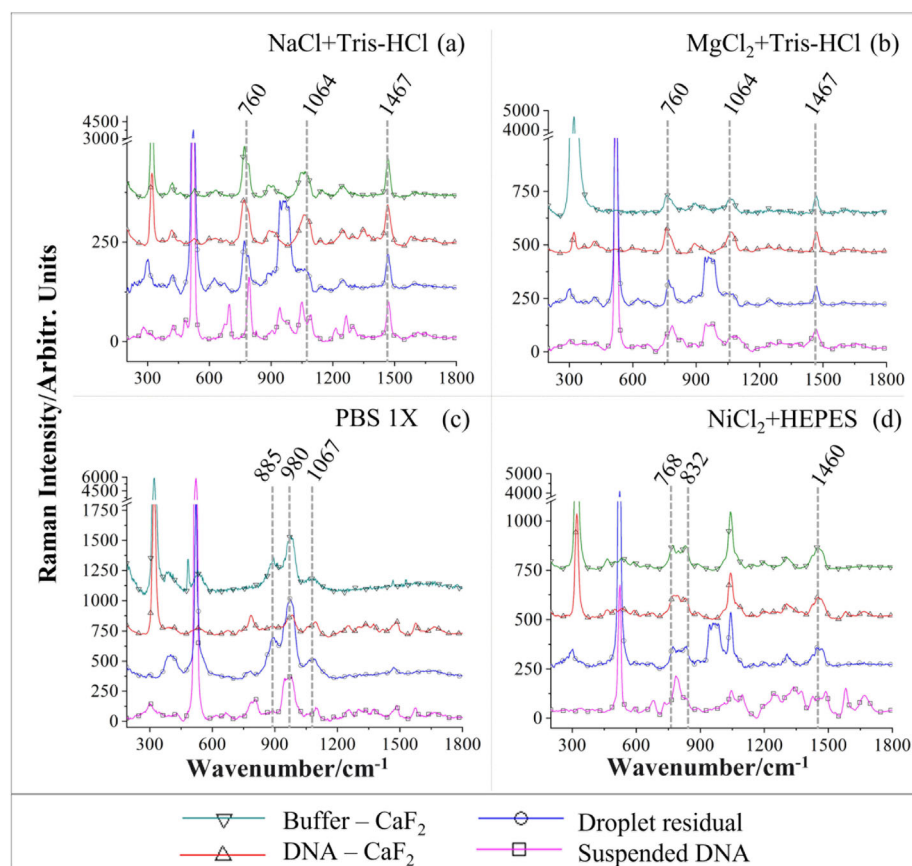 NaCl+Tris-HCl (a)
760 1064 1467
4500
3000
250
0
300 600 900 1200 1500 1800
MgCl₂+Tris-HCl (b)
760 1064 1467
5000
4000
750
500
250
0
300 600 900 1200 1500 1800
Raman Intensity/Arbitr. Units
PBS 1X (c)
885 980 1067
6000
4500
1750
1500
1250
1000
750
500
250
0
300 600 900 1200 1500 1800
Wavenumber/cm⁻¹
NiCl₂+HEPES (d)
768 832 1460
5000
4000
1000
750
500
250
0
300 600 900 1200 1500 1800
Wavenumber/cm⁻¹
Buffer – CaF₂
Droplet residual
DNA – CaF₂
Suspended DNA